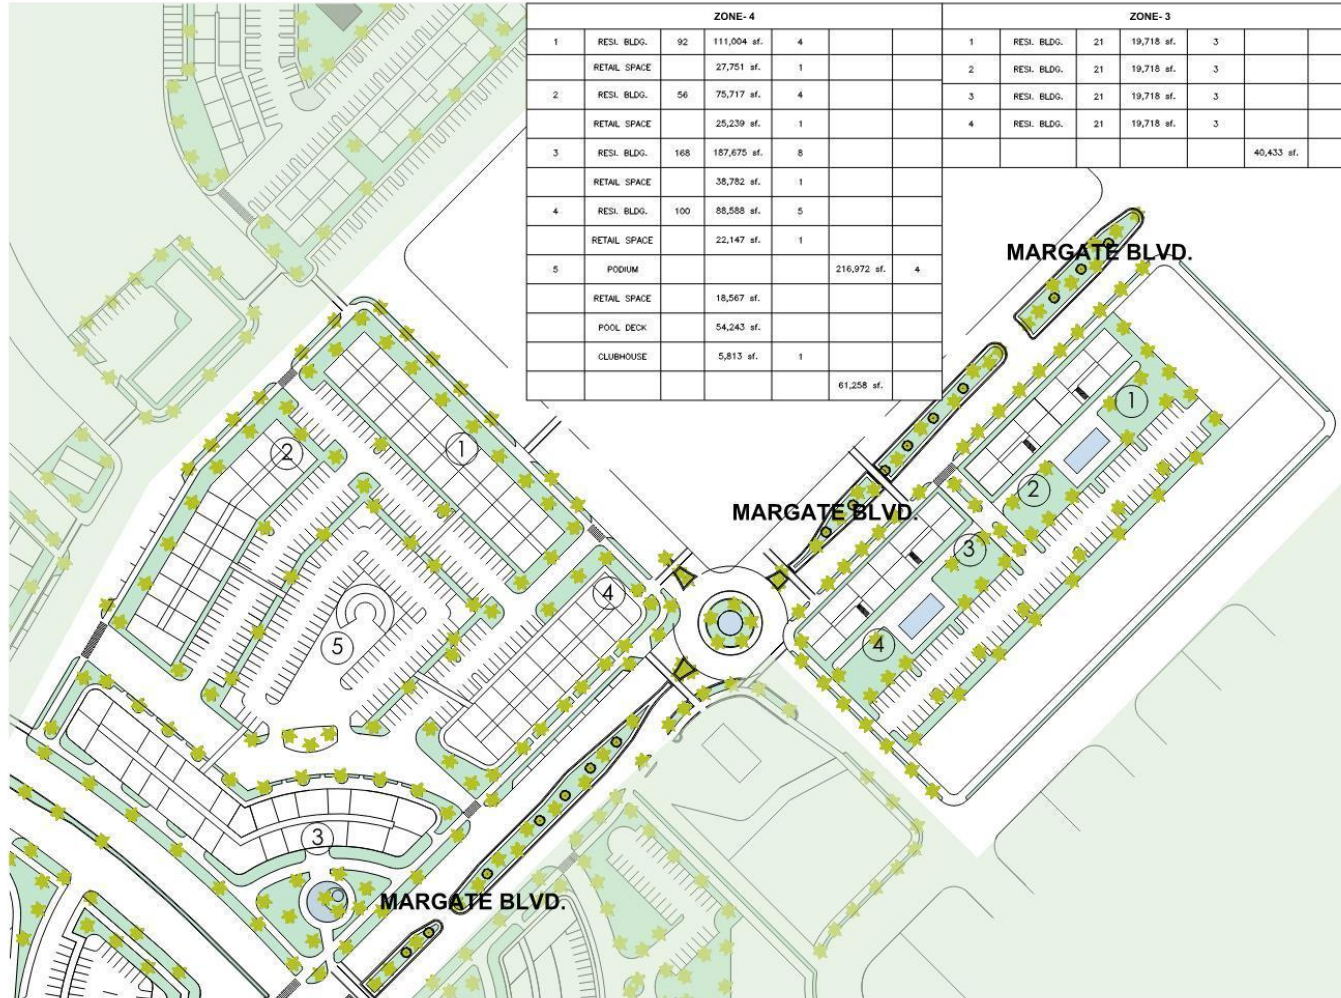 ZONE- 4
1 RESI. BLDG. 92 111,004 sf. 4
RETAIL SPACE 27,751 sf. 1
2 RESI. BLDG. 56 75,717 sf. 4
RETAIL SPACE 25,239 sf. 1
3 RESI. BLDG. 168 187,675 sf. 8
RETAIL SPACE 38,782 sf. 1
4 RESI. BLDG. 100 88,588 sf. 5
RETAIL SPACE 22,147 sf. 1
5 PODIUM 216,972 sf. 4
RETAIL SPACE 18,567 sf.
POOL DECK 54,243 sf.
CLUBHOUSE 5,813 sf. 1
61,258 sf.
ZONE- 3
1 RESI. BLDG. 21 19,718 sf. 3
2 RESI. BLDG. 21 19,718 sf. 3
3 RESI. BLDG. 21 19,718 sf. 3
4 RESI. BLDG. 21 19,718 sf. 3
40,433 sf.
MARGATE BLVD.
1
1
2
2
MARGATE BLVD.
3
4
4
5
3
MARGATE BLVD.